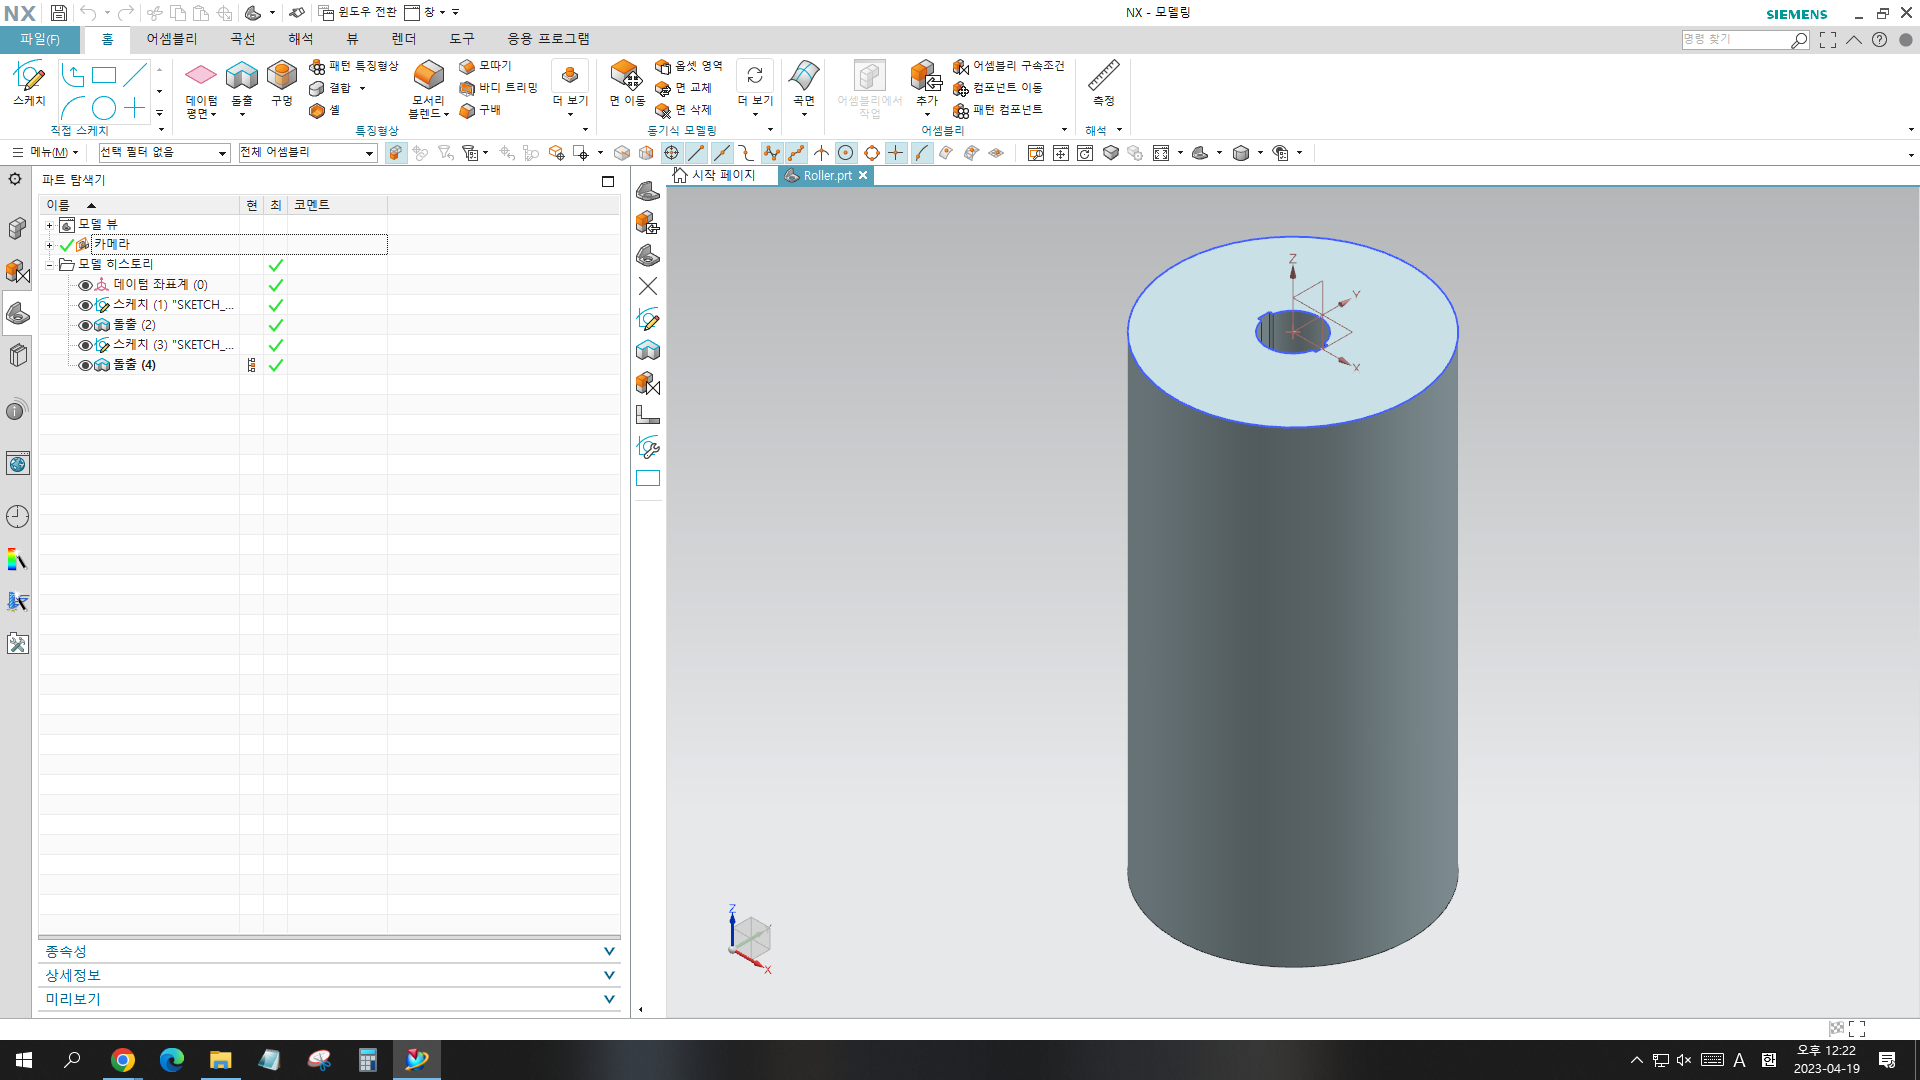 NX
윈도우 전환
창
NX - 모델링
SIEMENS
파일(F)
홈
어셈블리
곡선
해석
뷰
렌더
도구
응용 프로그램
명령 찾기
스케치
직접 스케치
데이텀 평면
돌출
구멍
패턴 특징형상
결합
셸
모서리 블렌드
모따기
바디 트리밍
구배
더 보기
특징형상
면 이동
옵셋 영역
면 교체
면 삭제
더 보기
동기식 모델링
곡면
어셈블리에서 작업
추가
어셈블리 구속조건
컴포넌트 이동
패턴 컴포넌트
어셈블리
측정
해석
메뉴(M)
선택 필터 없음
전체 어셈블리
파트 탐색기
시작 페이지
Roller.prt
이름
현
최
코멘트
모델 뷰
카메라
모델 히스토리
데이텀 좌표계 (0)
스케치 (1) "SKETCH_...
돌출 (2)
스케치 (3) "SKETCH_...
돌출 (4)
Z
Y
X
Z
X
종속성
상세정보
미리보기
A
오후 12:22
2023-04-19